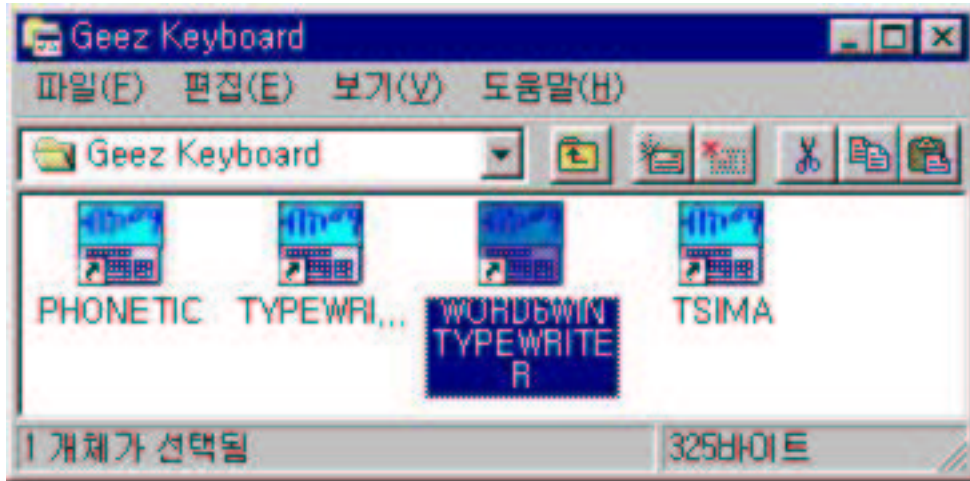 Geez Keyboard
파일(F) 편집(E) 보기(V) 도움말(H)
Geez Keyboard
PHONETIC TYPEWRI... WORD6WIN TSIMA
TYPEWRITE
R
1 개체가 선택됨 325바이트